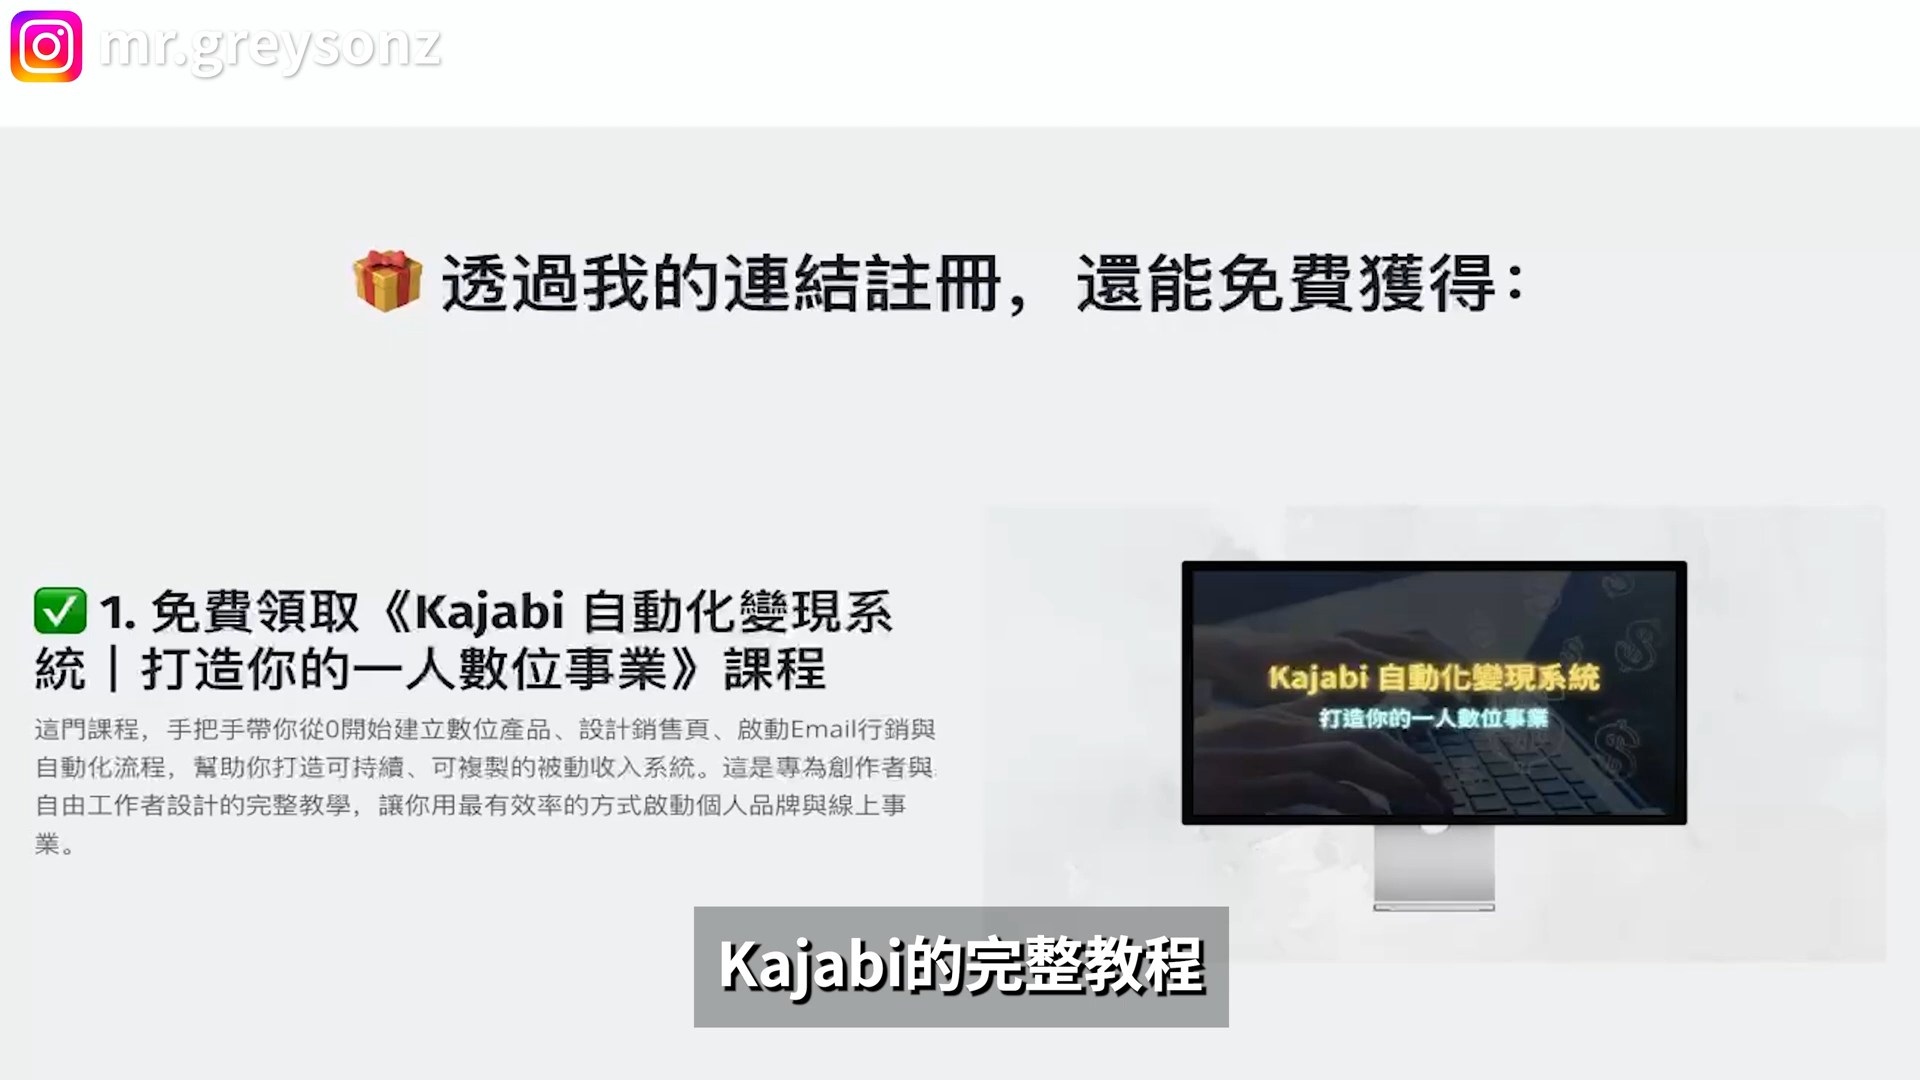 mr.greysonz
🎁 透過我的連結註冊，還能免費獲得：
✅ 1. 免費領取《Kajabi 自動化變現系
統｜打造你的一人數位事業》課程
這門課程，手把手帶你從0開始建立數位產品、設計銷售頁、啟動Email行銷與
自動化流程，幫助你打造可持續、可複製的被動收入系統。這是專為創作者與
自由工作者設計的完整教學，讓你用最有效率的方式啟動個人品牌與線上事
業。
Kajabi 自動化變現系統
打造你的一人數位事業
Kajabi的完整教程